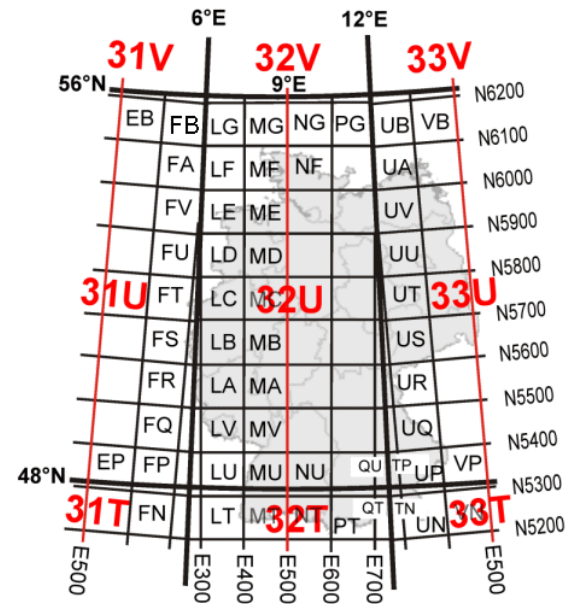 6°E 12°E
31V 32V 33V
56°N 9°E N6200
EB FB LG MG NG PG UB VB N6100
FA LF MF NF UA N6000
FV LE ME UV N5900
FU LD MD UU N5800
31U FT LC MC 32U UT 33U N5700
FS LB MB US N5600
FR LA MA UR N5500
FQ LV MV UQ N5400
48°N EP FP LU MU NU QU TP UP VP N5300
31T FN LT MT 32T NT PT QT TN UN 33T VN N5200
E500 E300 E400 E500 E600 E700 E500